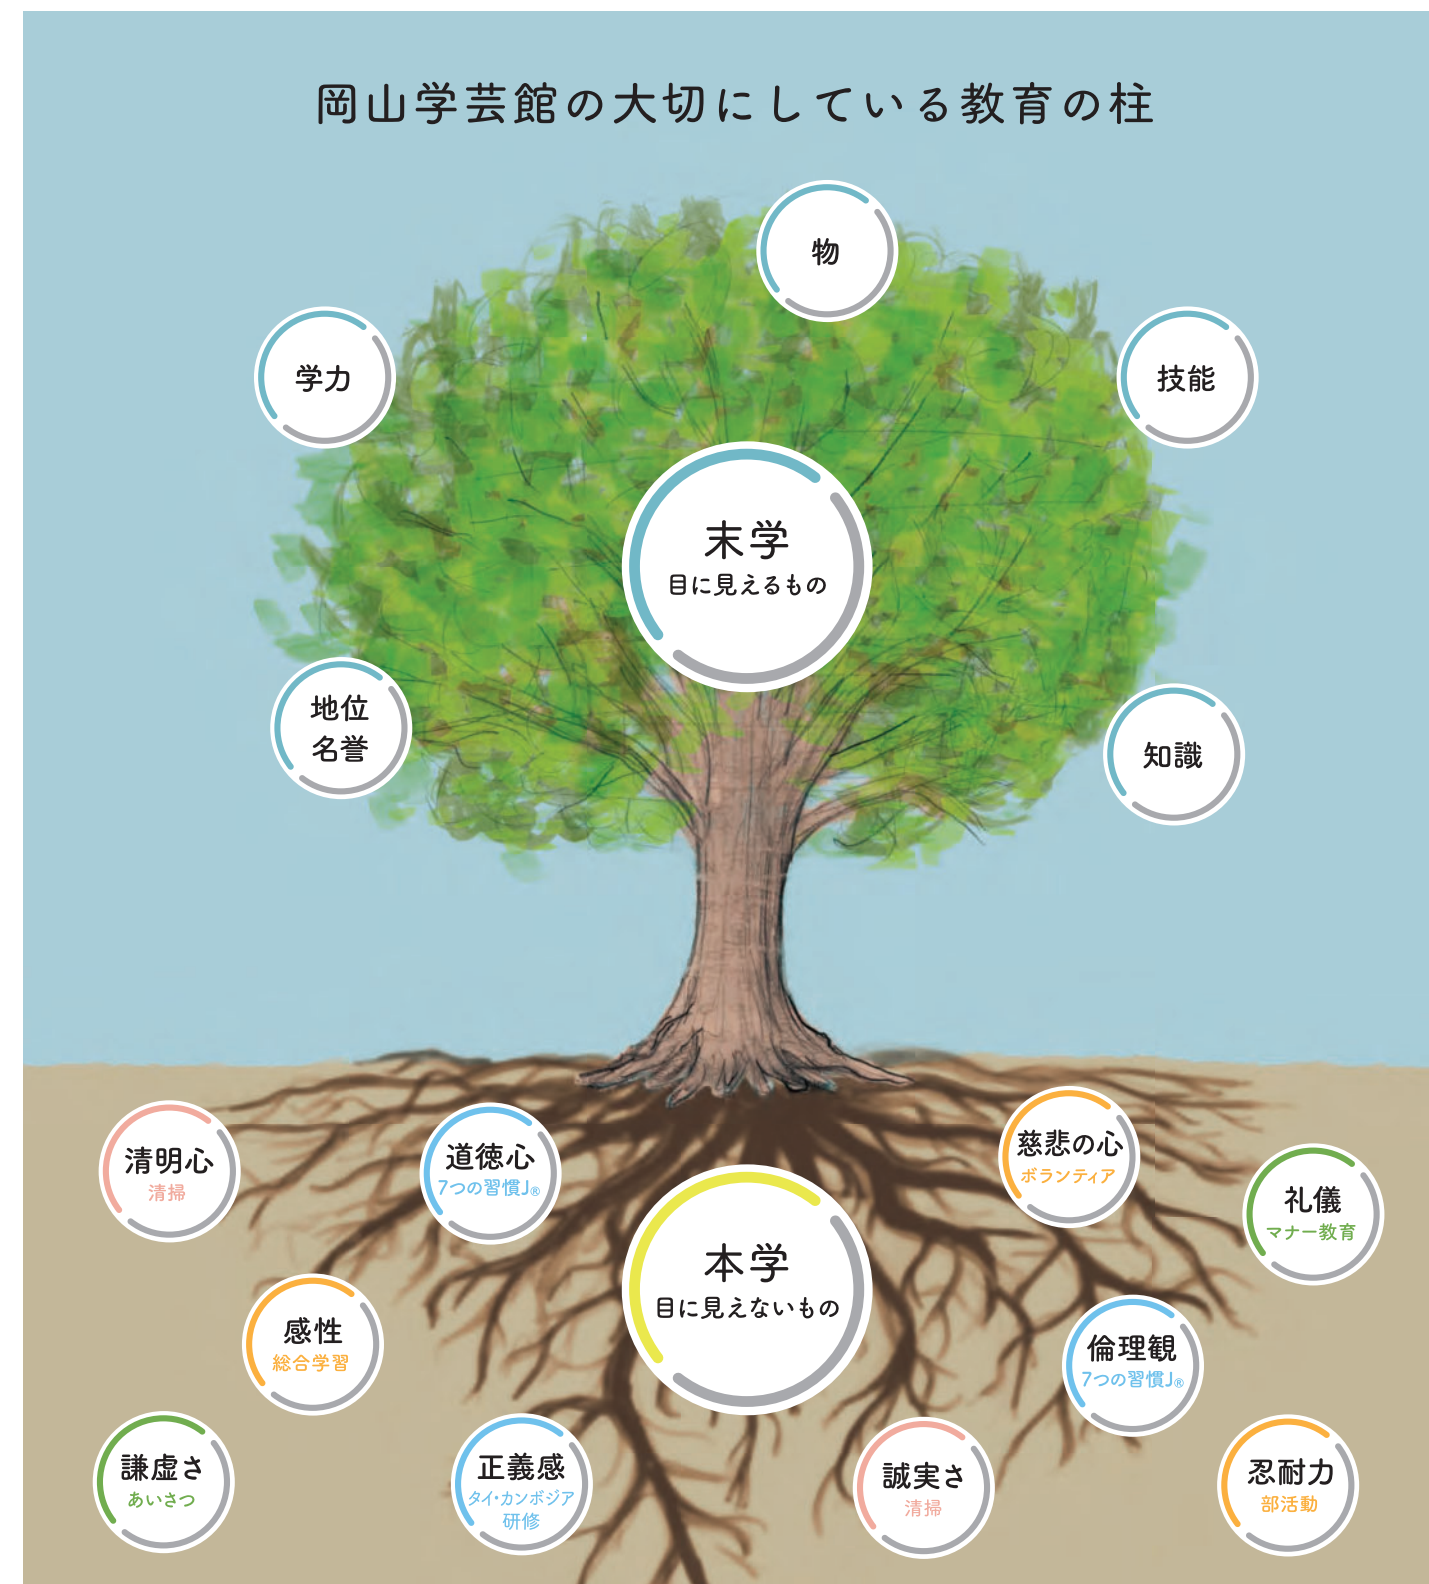 岡山学芸館の大切にしている教育の柱
物
学力
技能
末学
目に見えるもの
地位
名誉
知識
清明心
清掃
道徳心
7つの習慣J®
慈悲の心
ボランティア
礼儀
マナー教育
本学
目に見えないもの
感性
総合学習
倫理観
7つの習慣J®
謙虚さ
あいさつ
正義感
タイ・カンボジア
研修
誠実さ
清掃
忍耐力
部活動